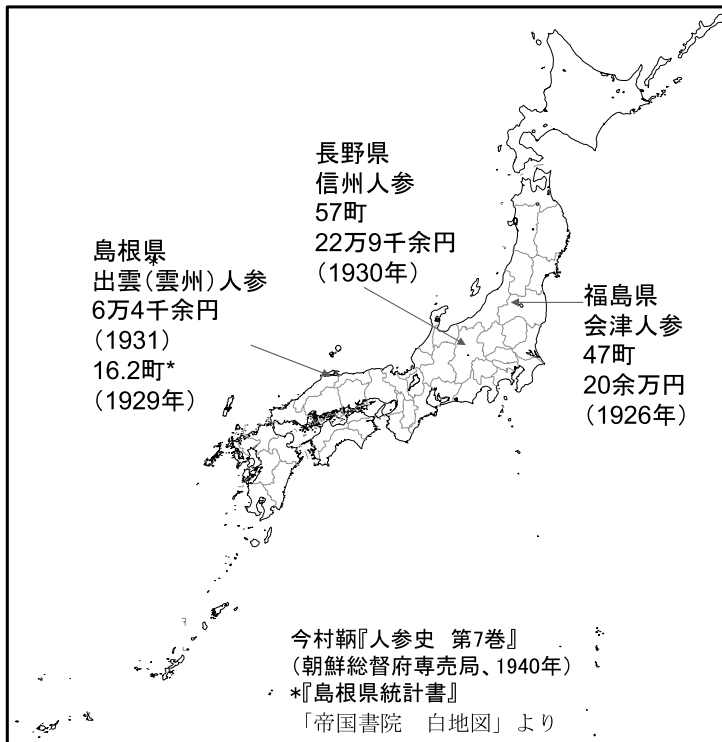 長野県
信州人参
57町
22万9千余円
（1930年）
島根県
*
出雲（雲州）人参
6万4千余円
（1931）
16.2町*
（1929年）
福島県
会津人参
47町
20余万円
（1926年）
今村鞆『人参史　第7巻』
（朝鮮総督府専売局、1940年）
*『島根県統計書』
「帝国書院　白地図」より